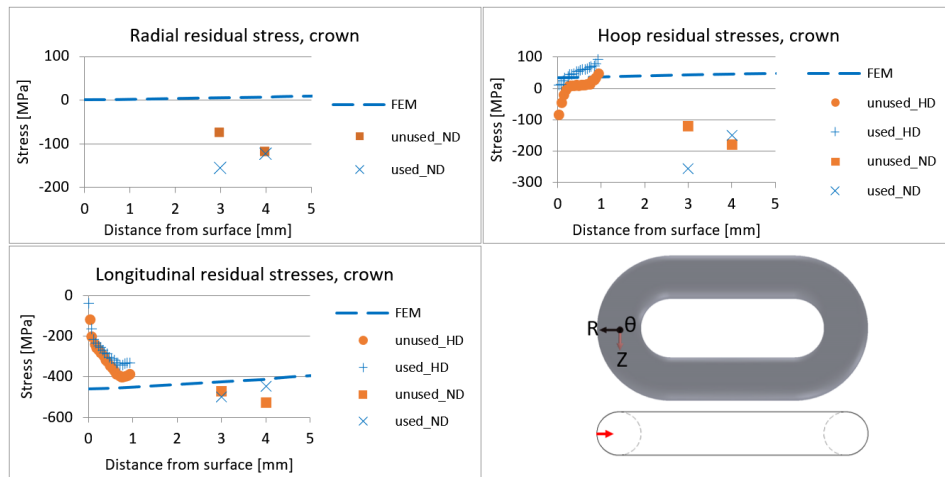 Radial residual stress, crown
Stress [MPa]
100
0
-100
-200
0 1 2 3 4 5
Distance from surface [mm]
FEM
unused_ND
used_ND
Hoop residual stresses, crown
Stress [MPa]
100
0
-100
-200
-300
0 1 2 3 4 5
Distance from surface [mm]
FEM
unused_HD
used_HD
unused_ND
used_ND
Longitudinal residual stresses, crown
Stress [MPa]
0
-200
-400
-600
0 1 2 3 4 5
Distance from surface [mm]
FEM
unused_HD
used_HD
unused_ND
used_ND
R θ
Z